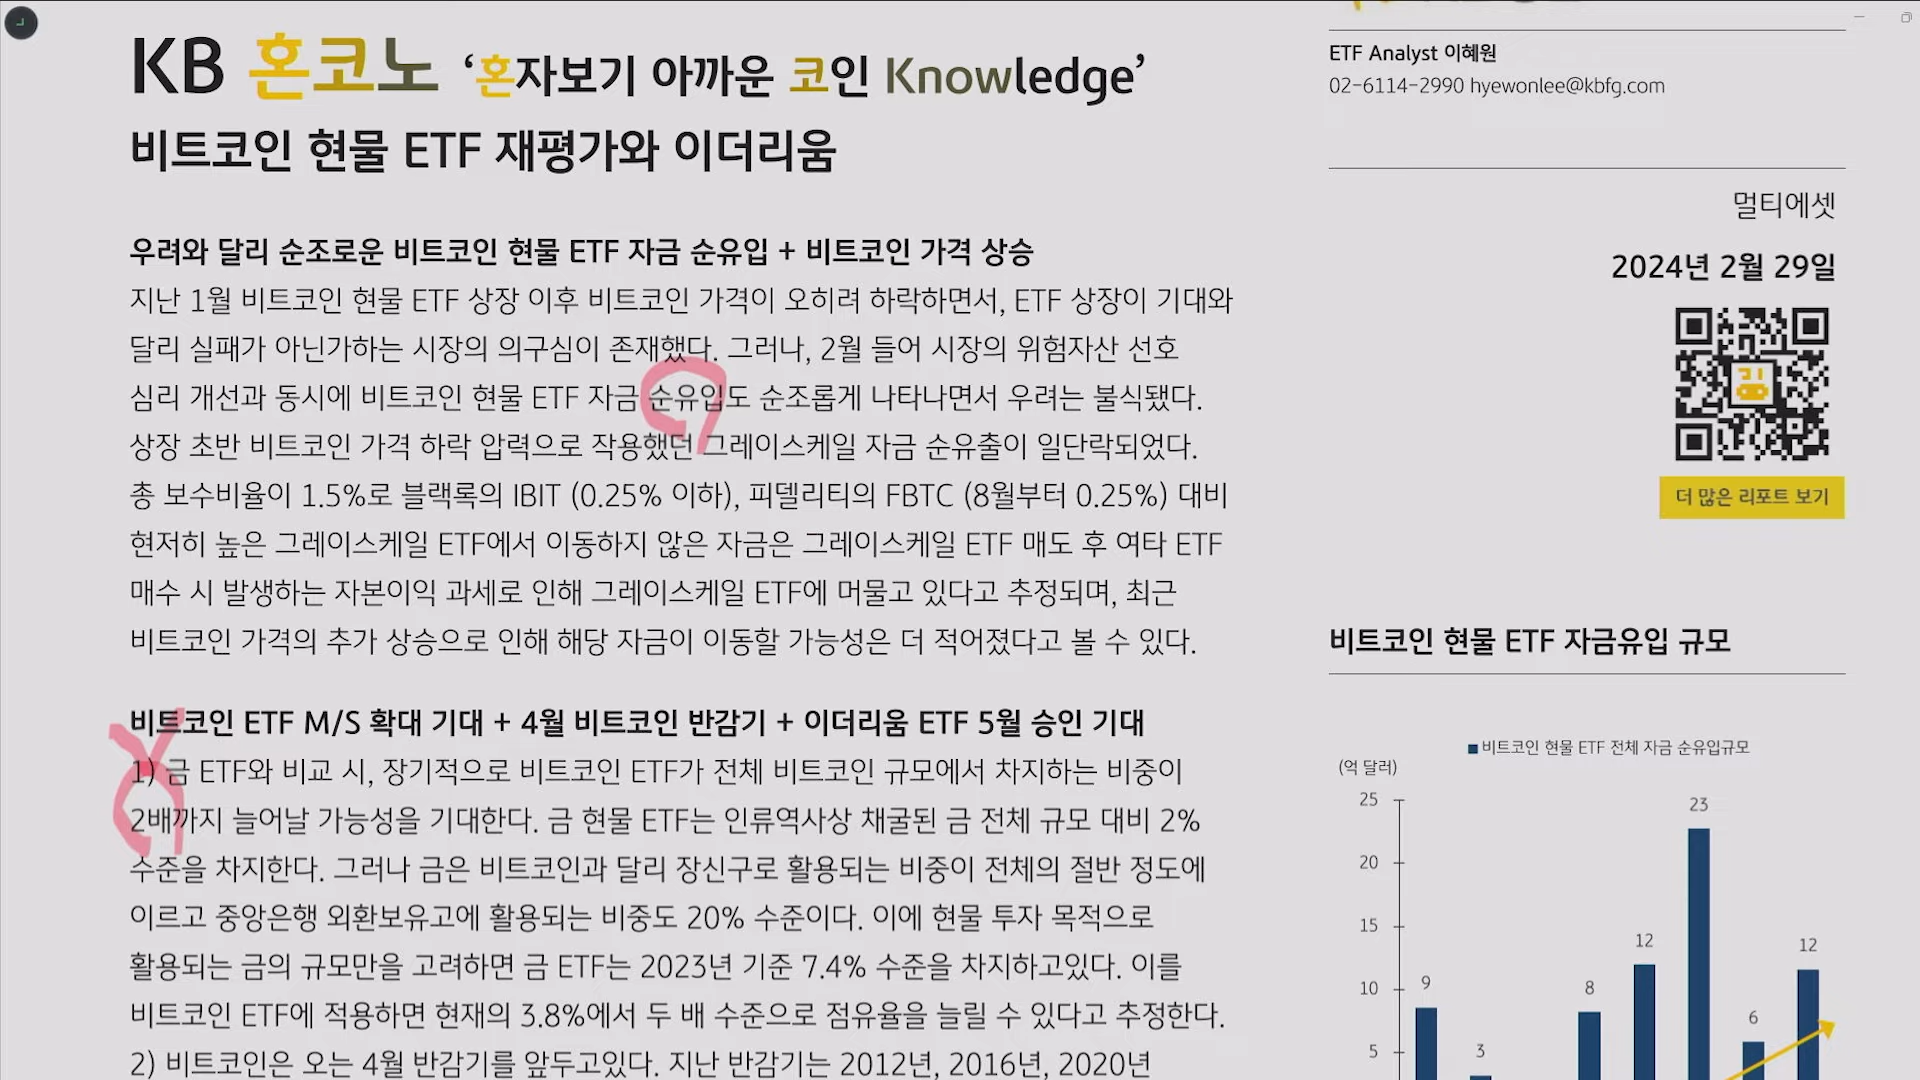 KB 혼코노 ‘혼자보기 아까운 코인 Knowledge’
비트코인 현물 ETF 재평가와 이더리움
우려와 달리 순조로운 비트코인 현물 ETF 자금 순유입 + 비트코인 가격 상승
지난 1월 비트코인 현물 ETF 상장 이후 비트코인 가격이 오히려 하락하면서, ETF 상장이 기대와
달리 실패가 아닌가하는 시장의 의구심이 존재했다. 그러나, 2월 들어 시장의 위험자산 선호
심리 개선과 동시에 비트코인 현물 ETF 자금 순유입도 순조롭게 나타나면서 우려는 불식됐다.
상장 초반 비트코인 가격 하락 압력으로 작용했던 그레이스케일 자금 순유출이 일단락되었다.
총 보수비율이 1.5%로 블랙록의 IBIT (0.25% 이하), 피델리티의 FBTC (8월부터 0.25%) 대비
현저히 높은 그레이스케일 ETF에서 이동하지 않은 자금은 그레이스케일 ETF 매도 후 여타 ETF
매수 시 발생하는 자본이익 과세로 인해 그레이스케일 ETF에 머물고 있다고 추정되며, 최근
비트코인 가격의 추가 상승으로 인해 해당 자금이 이동할 가능성은 더 적어졌다고 볼 수 있다.
비트코인 ETF M/S 확대 기대 + 4월 비트코인 반감기 + 이더리움 ETF 5월 승인 기대
1) 금 ETF와 비교 시, 장기적으로 비트코인 ETF가 전체 비트코인 규모에서 차지하는 비중이
2배까지 늘어날 가능성을 기대한다. 금 현물 ETF는 인류역사상 채굴된 금 전체 규모 대비 2%
수준을 차지한다. 그러나 금은 비트코인과 달리 장신구로 활용되는 비중이 전체의 절반 정도에
이르고 중앙은행 외환보유고에 활용되는 비중도 20% 수준이다. 이에 현물 투자 목적으로
활용되는 금의 규모만을 고려하면 금 ETF는 2023년 기준 7.4% 수준을 차지하고있다. 이를
비트코인 ETF에 적용하면 현재의 3.8%에서 두 배 수준으로 점유율을 늘릴 수 있다고 추정한다.
2) 비트코인은 오는 4월 반감기를 앞두고있다. 지난 반감기는 2012년, 2016년, 2020년
ETF Analyst 이혜원
02-6114-2990 hyewonlee@kbfg.com
멀티에셋
2024년 2월 29일
더 많은 리포트 보기
비트코인 현물 ETF 자금유입 규모
비트코인 현물 ETF 전체 자금 순유입규모
(억 달러)
25
20
15
10
5
9
3
8
12
23
6
12